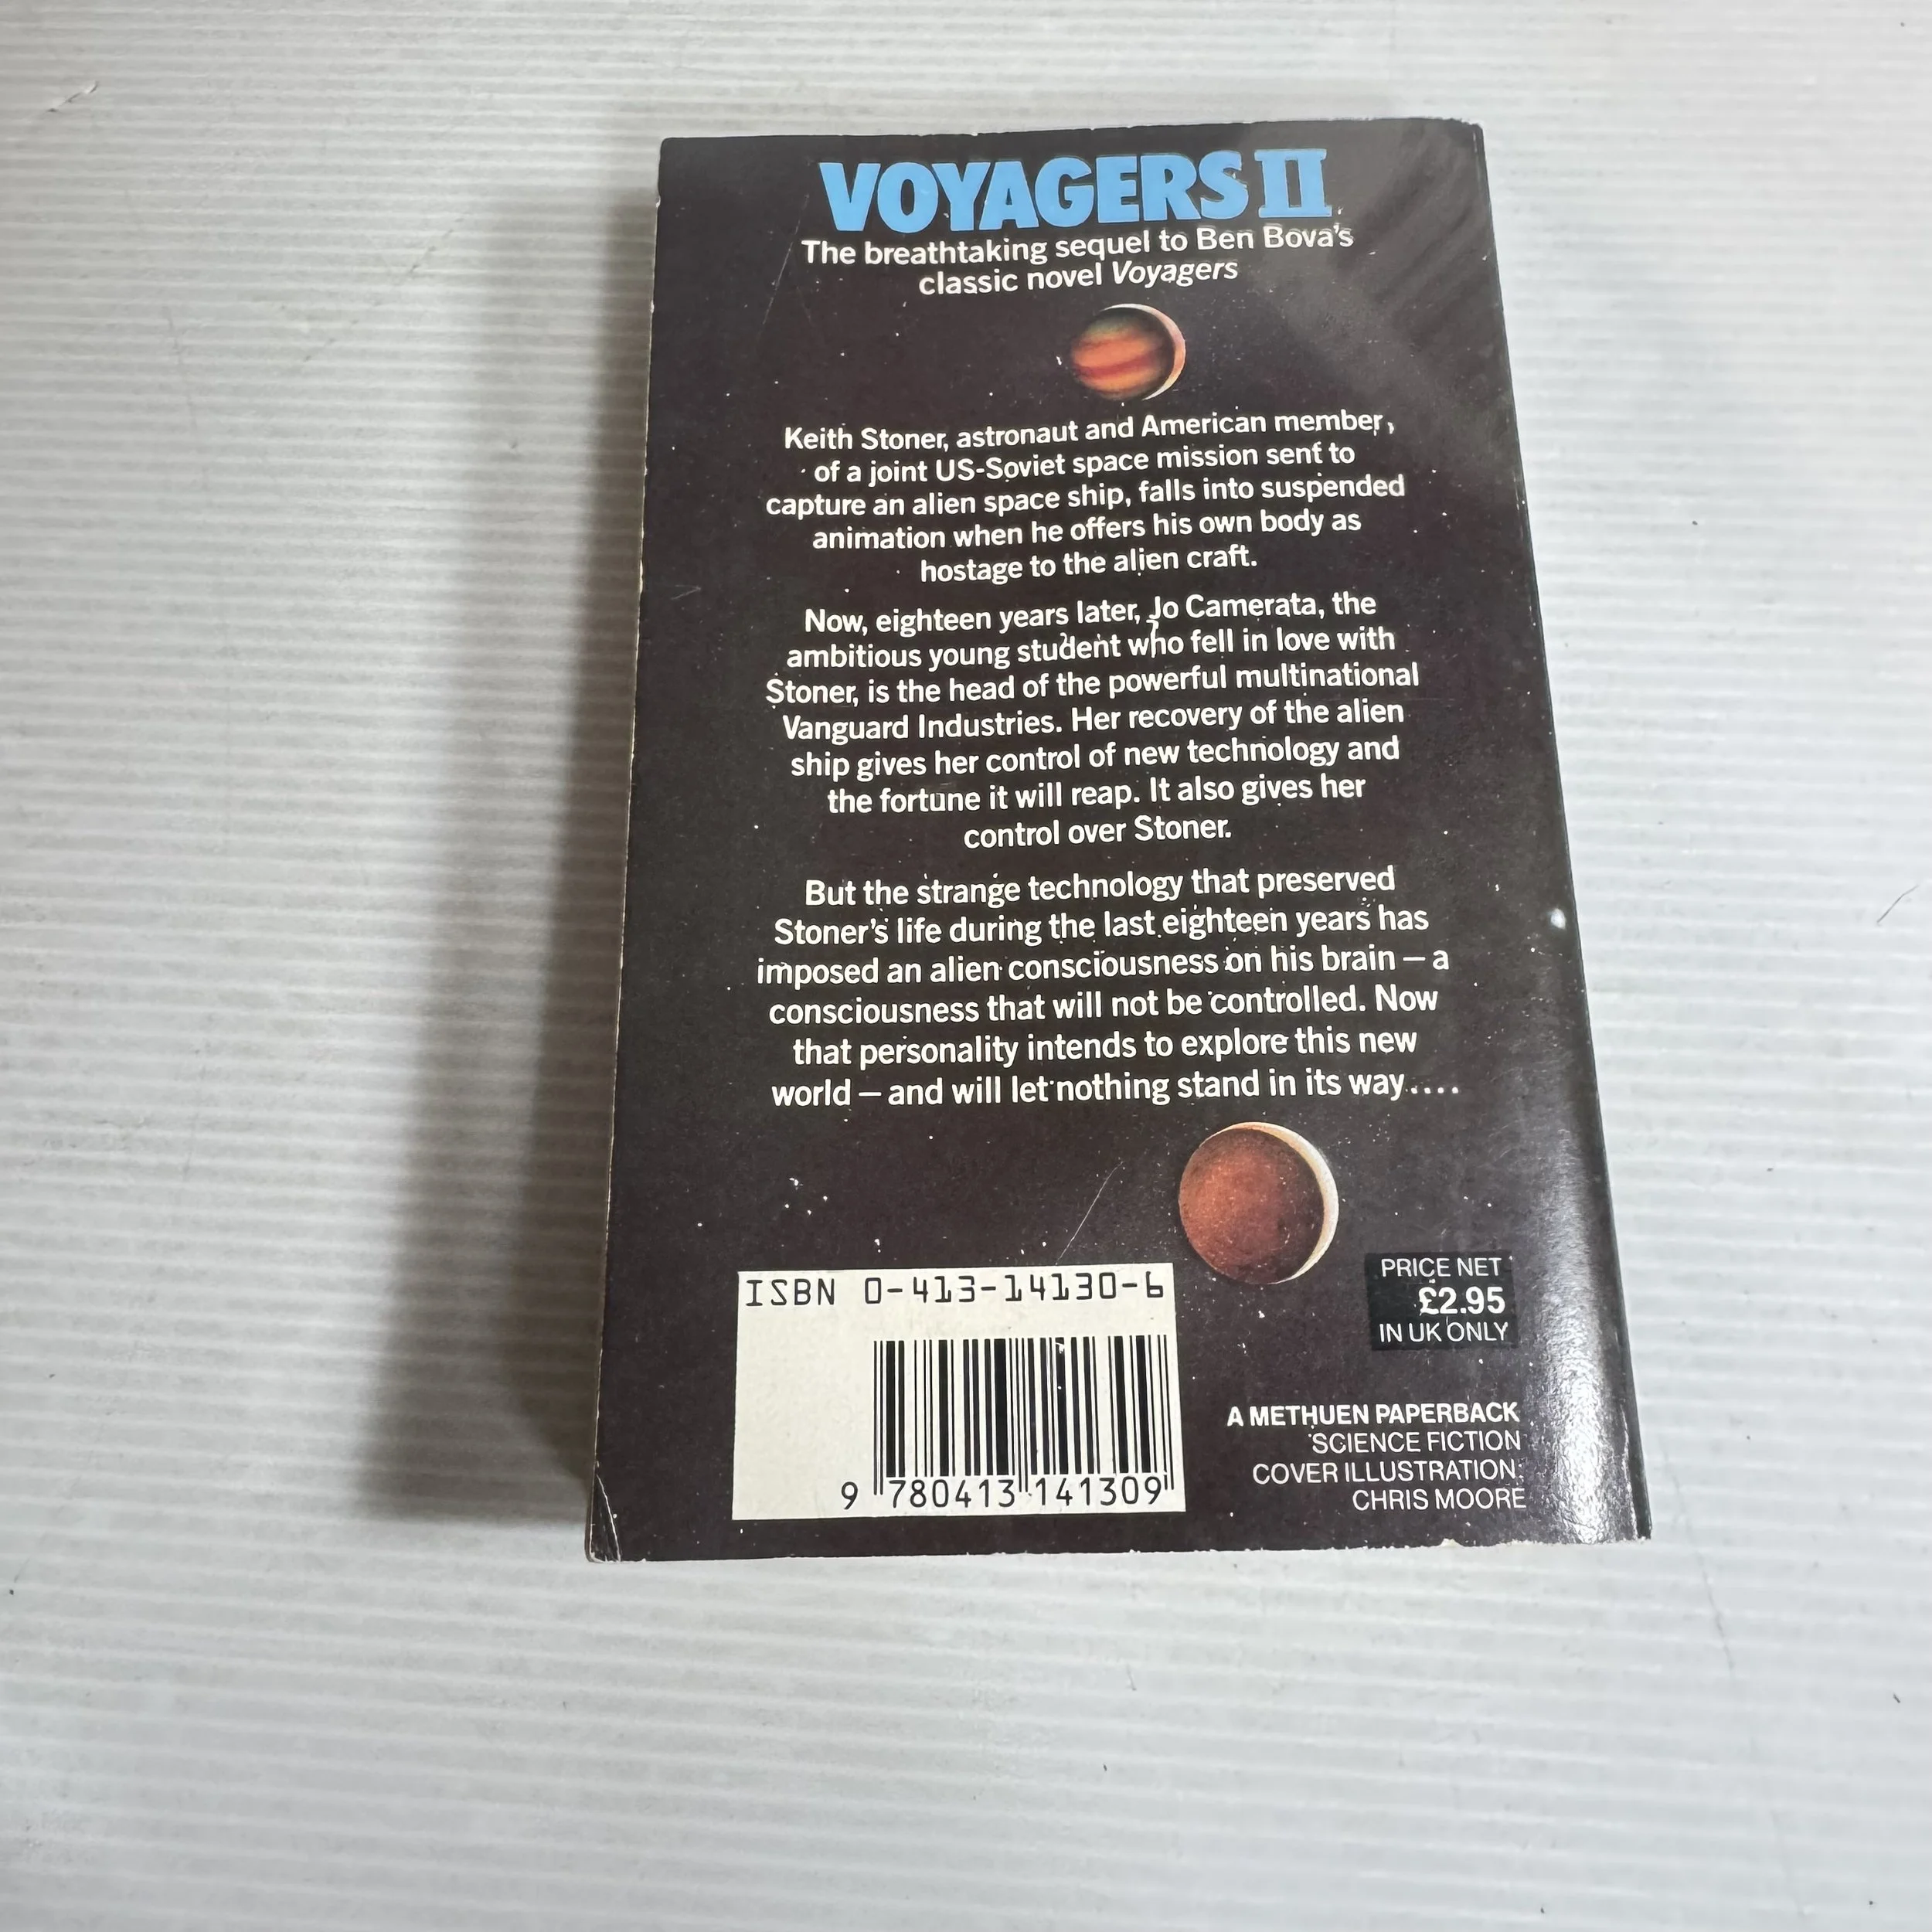 VOYAGERS II
The breathtaking sequel to Ben Bova's
classic novel Voyagers
Keith Stoner, astronaut and American member,
of a joint US-Soviet space mission sent to
capture an alien space ship, falls into suspended
animation when he offers his own body as
hostage to the alien craft.
Now, eighteen years later, Jo Camerata, the
ambitious young student who fell in love with
Stoner, is the head of the powerful multinational
Vanguard Industries. Her recovery of the alien
ship gives her control of new technology and
the fortune it will reap. It also gives her
control over Stoner.
But the strange technology that preserved
Stoner's life during the last eighteen years has
imposed an alien consciousness on his brain – a
consciousness that will not be controlled. Now
that personality intends to explore this new
world – and will let nothing stand in its way....
ISBN 0-413-14130-6
9 780413 141309
PRICE NET
£2.95
IN UK ONLY
A METHUEN PAPERBACK
SCIENCE FICTION
COVER ILLUSTRATION:
CHRIS MOORE